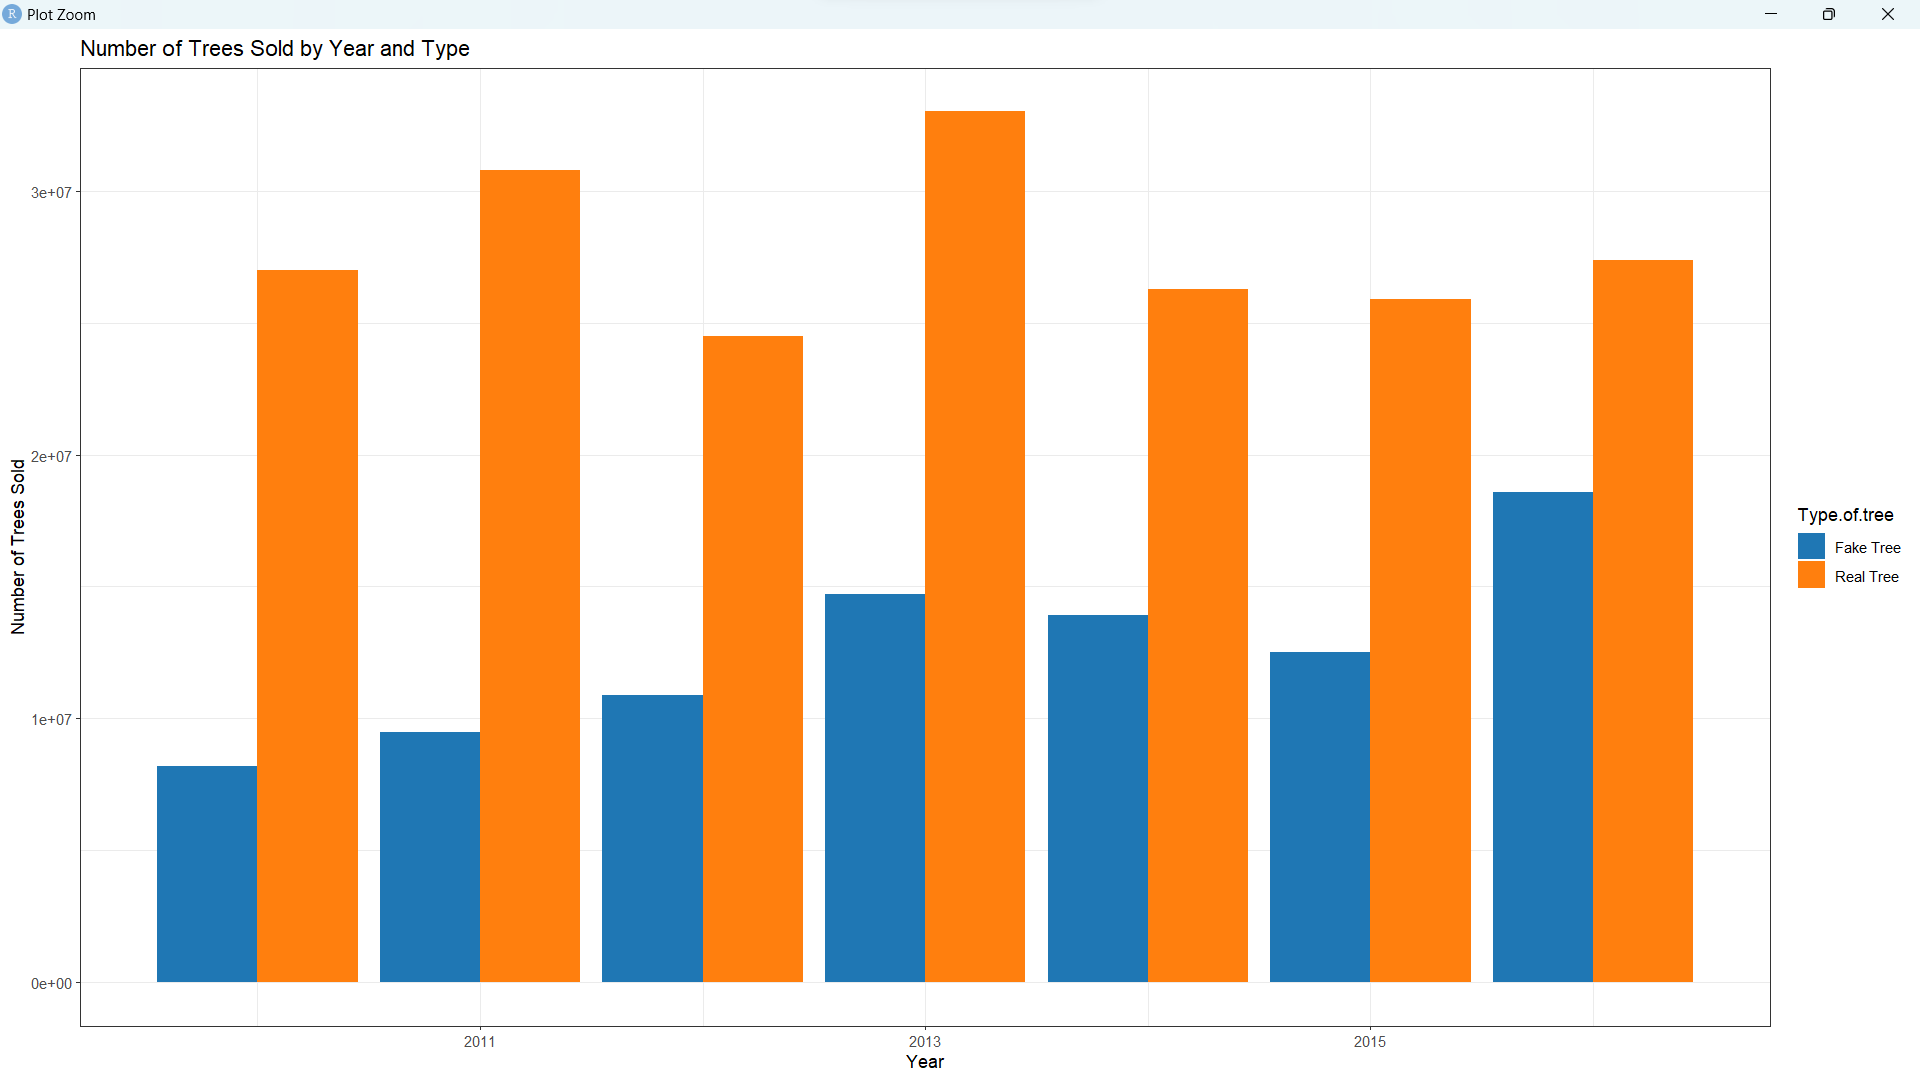 R Plot Zoom
Number of Trees Sold by Year and Type
3e+07
2e+07
1e+07
0e+00
Number of Trees Sold
2011 2013 2015
Year
Type.of.tree
Fake Tree
Real Tree